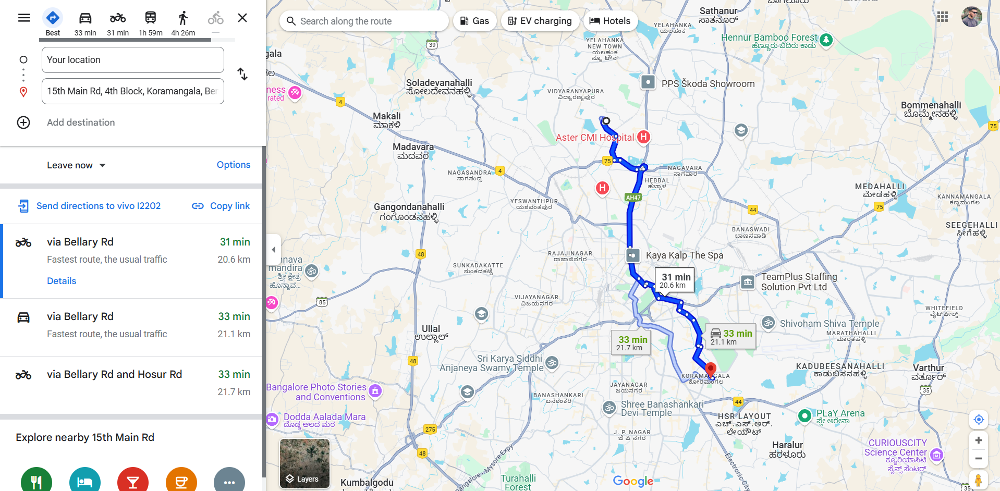 Best
33 min
31 min
1h 59m
4h 26m
Your location
15th Main Rd, 4th Block, Koramangala, Ber
Add destination
Leave now
Options
Send directions to vivo I2202
Copy link
via Bellary Rd
31 min
Fastest route, the usual traffic
20.6 km
Details
via Bellary Rd
33 min
Fastest route, the usual traffic
21.1 km
via Bellary Rd and Hosur Rd
33 min
21.7 km
Explore nearby 15th Main Rd
Search along the route
Gas
EV charging
Hotels
Sathanur
ಸಾತನೂರ್
YELAHANKA
ಯಲಹಂಕ
Hennur Bamboo Forest
ಹೆಣ್ಣೂರು ಬಿದಿರು ಕಾಡು
YELAHANKA
NEW TOWN
ಯಲಹಂಕ
ನ್ಯೂ ಟೌನ್
39
gala
Soladevanahalli
ಸೋಲದೇವನಹಳ್ಳಿ
PPS Škoda Showroom
ness
rated
VIDYARANYAPURA
ವಿದ್ಯಾರಣ್ಯಪುರ
4
Bommenahalli
ಬೊಮ್ಮೇನಹಳ್ಳಿ
Makali
ಮಾಕಳಿ
75
Aster CMI Hospital
Madavara
ಮದವರ
75
NAGASANDRA
ನಾಗಸಂದ್ರ
4
NAGAVARA
ನಾಗವಾರ
HEBBAL
ಹೆಬ್ಬಾಳ
MEDAHALLI
ಮೇಡಹಳ್ಳಿ
AH47
KANNAMANGALA
ಕಣ್ಣಮಂಗಲ
YESWANTHPUR
ಯಶವಂತಪುರ
Gangondanahalli
ಗಂಗೊಂಡನಹಳ್ಳಿ
44
75
BANASWADI
ಬಾಣಸವಾಡಿ
SEEGEHALLI
ಸೀಗೆಹಳ್ಳಿ
48
RAJAJINAGAR
ರಾಜಾಜಿನಗರ
Kaya Kalp The Spa
nnava
mandira
ಶ್ರೀ ಕ್ಷೇತ್ರ
ಹೊನ್ನಾವ...
SUNKADAKATTE
ಸುಂಕದಕಟ್ಟೆ
31 min
20.6 km
TeamPlus Staffing
Solution Pvt Ltd
85
VIJAYANAGAR
ವಿಜಯನಗರ
WHITEFIELD
ವೈಟ್‌ಫೀಲ್ಡ್
Ullal
ಉಲ್ಲಾಲ್
Shivoham Shiva Temple
MARATHAHALLI
ಮಾರತಹಳ್ಳಿ
33 min
21.7 km
33 min
21.1 km
48
Sri Karya Siddhi
Anjaneya Swamy Temple
KORAMANGALA
ಕೋರಮಂಗಲ
KADUBEESANAHALLI
ಕಾಡುಬಿಸನಹಳ್ಳಿ
Varthur
ವರ್ತೂರ್
35
Bangalore Photo Stories
and Conventions
JAYANAGAR
ಜಯನಗರ
BANASHANKARI
ಬನಶಂಕರಿ
44
Shree Banashankari
Devi Temple
Dodda Aalada Mara
ದೊಡ್ಡ ಆಲದ ಮರ
HSR LAYOUT
ಎಚ್.ಎಸ್.ಆರ್.
ಲೇಯೌಟ್
PLaY Arena
ಪ್ಲೇ ಅರೇನಾ
275
J. P. NAGAR
ಜೆ ಪಿ ನಗರ
48
Haralur
ಹರಳೂರು
CURIOUSCITY
Science Center
ಕ್ಯೂರಿಯಾಸಿಟಿ
ಸೈನ್ಸ್ ಸೆಂಟರ್
Layers
Kumbalgodu
Bangalore - Mysore Expy
Turahalli
Forest
Google
Electronic City
35